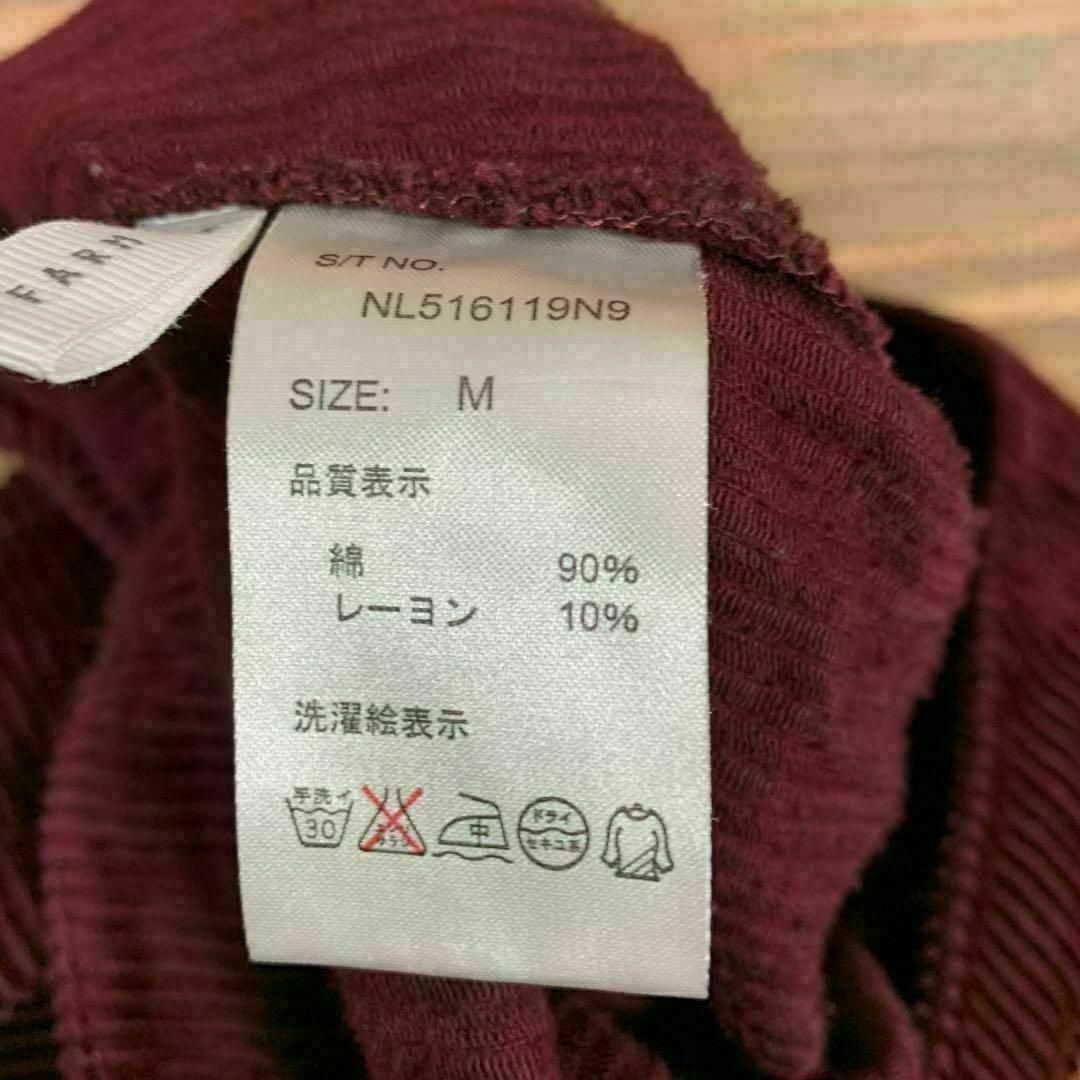 FARM
S/T NO.
NL516119N9
SIZE: M
品質表示
綿 90%
レーヨン 10%
洗濯絵表示
手洗イ
30
中
ドライ
セキユ系